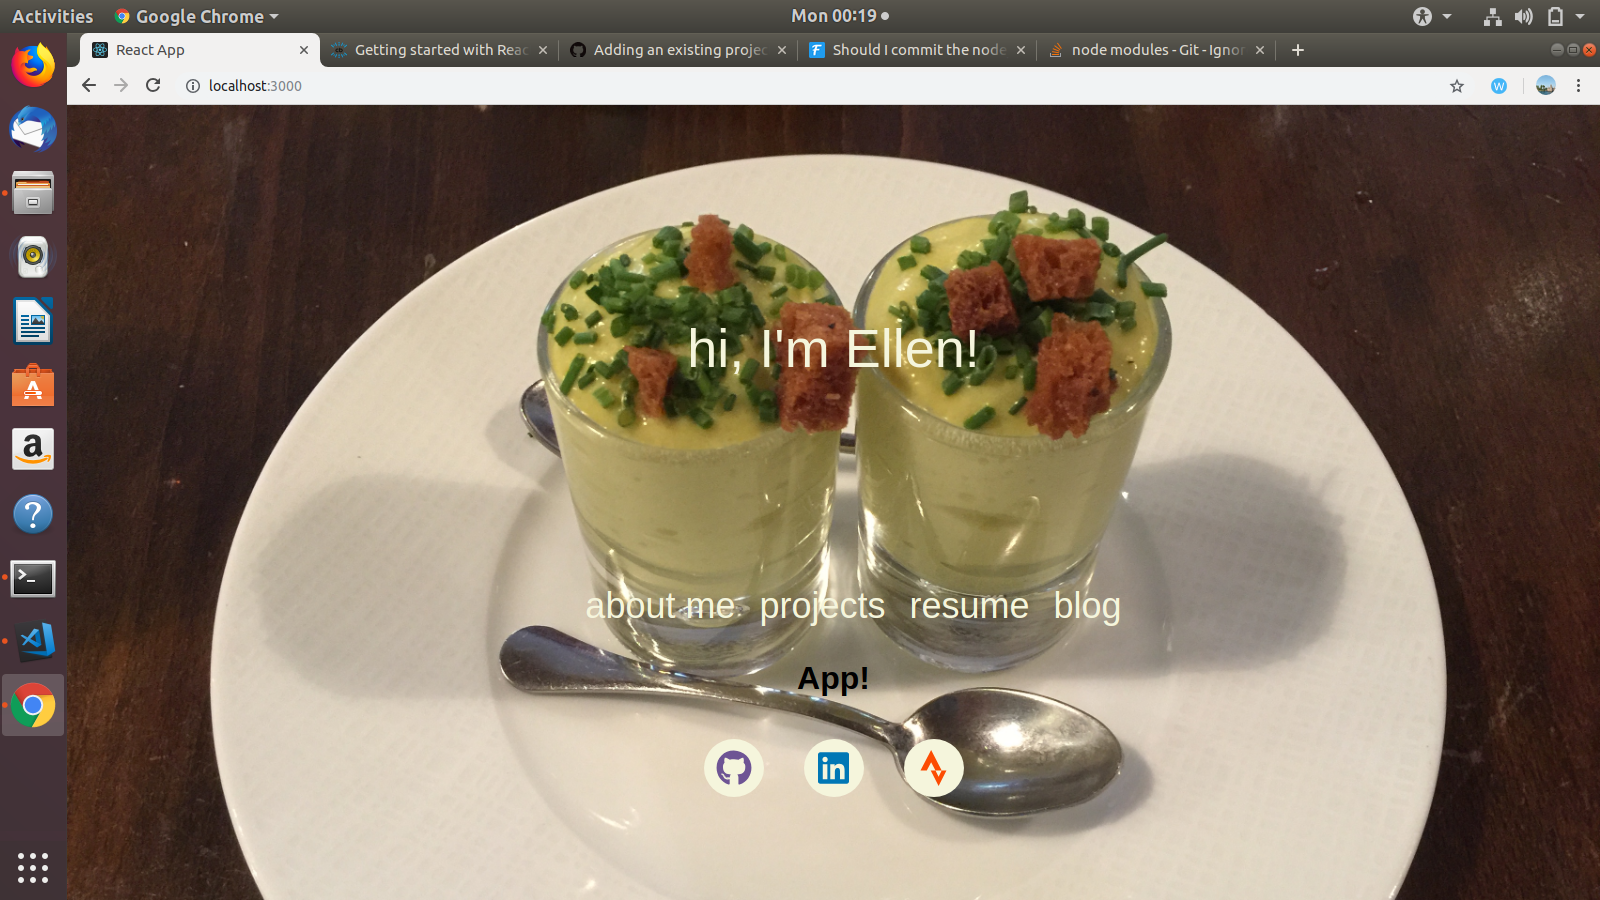 Activities
Google Chrome
Mon 00:19
React App
Getting started with Reac
Adding an existing projec
Should I commit the node
node modules - Git - Ignor
localhost:3000
W
hi, I'm Ellen!
about me projects resume blog
App!
in